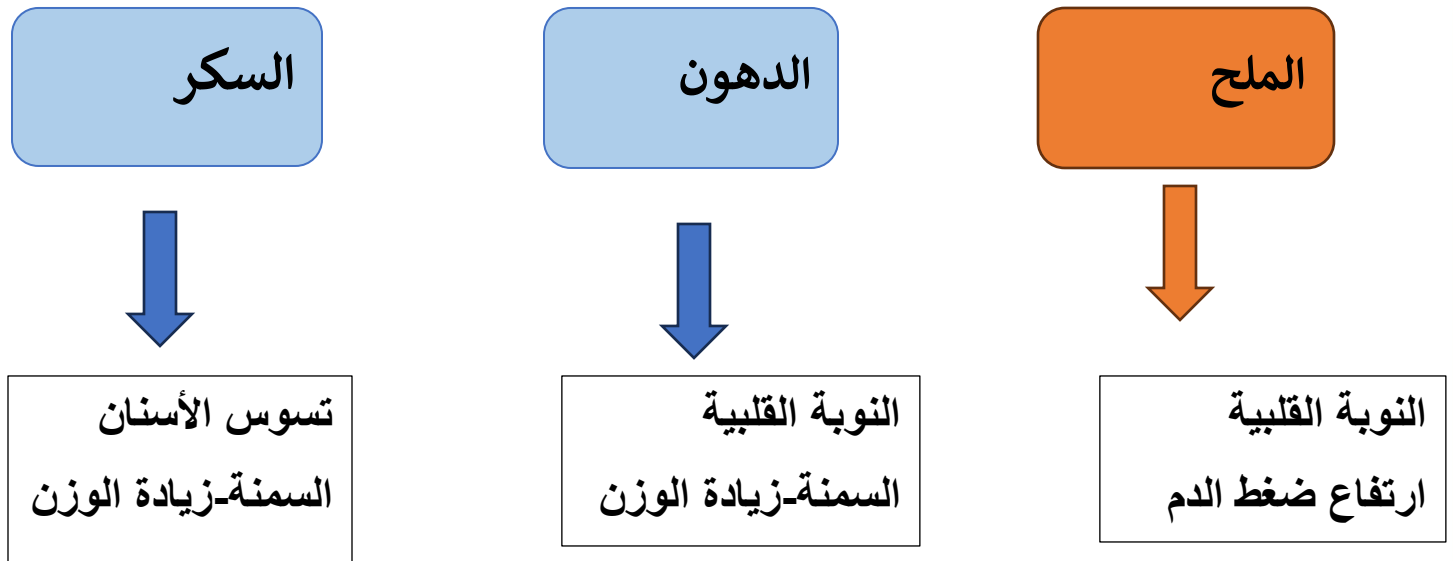 الملح
الدهون
السكر
النوبة القلبية
ارتفاع ضغط الدم
النوبة القلبية
السمنة-زيادة الوزن
تسوس الأسنان
السمنة-زيادة الوزن